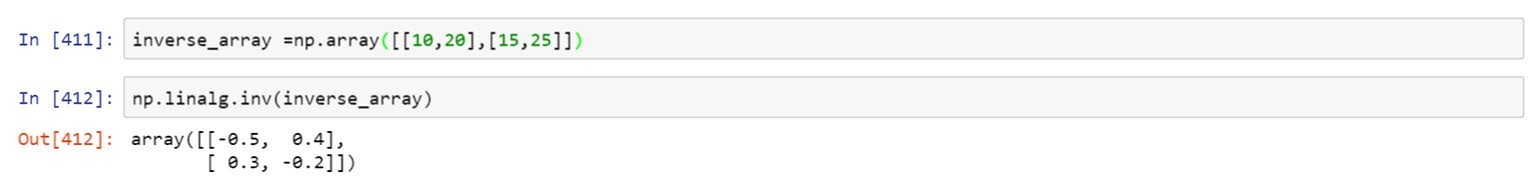 In [411]: inverse_array =np.array([[10,20],[15,25]])
In [412]: np.linalg.inv(inverse_array)
Out[412]: array([[-0.5,  0.4],
       [ 0.3, -0.2]])